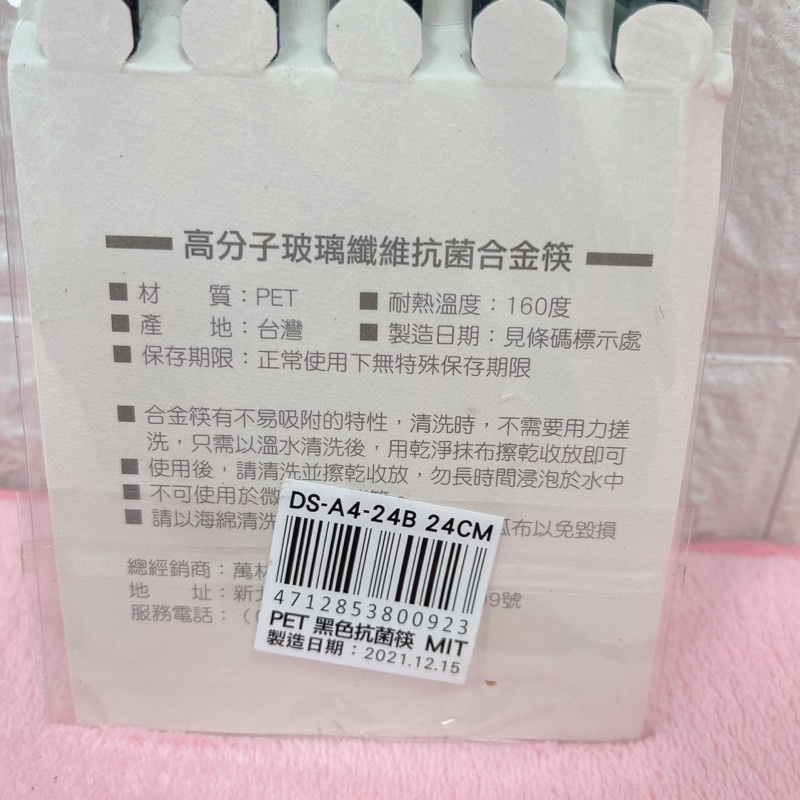 高分子玻璃纖維抗菌合金筷
■ 材　　質：PET　■ 耐熱溫度：160度
■ 產　　地：台灣　■ 製造日期：見條碼標示處
■ 保存期限：正常使用下無特殊保存期限
■ 合金筷有不易吸附的特性，清洗時，不需要用力搓
洗，只需以溫水清洗後，用乾淨抹布擦乾收放即可
■ 使用後，請清洗並擦乾收放，勿長時間浸泡於水中
■ 不可使用於微
■ 請以海綿清洗 瓜布以免毀損
總經銷商：萬
地　　址：新 9號
服務電話：（
DS-A4-24B 24CM
4712853800923
PET 黑色抗菌筷 MIT
製造日期：2021.12.15